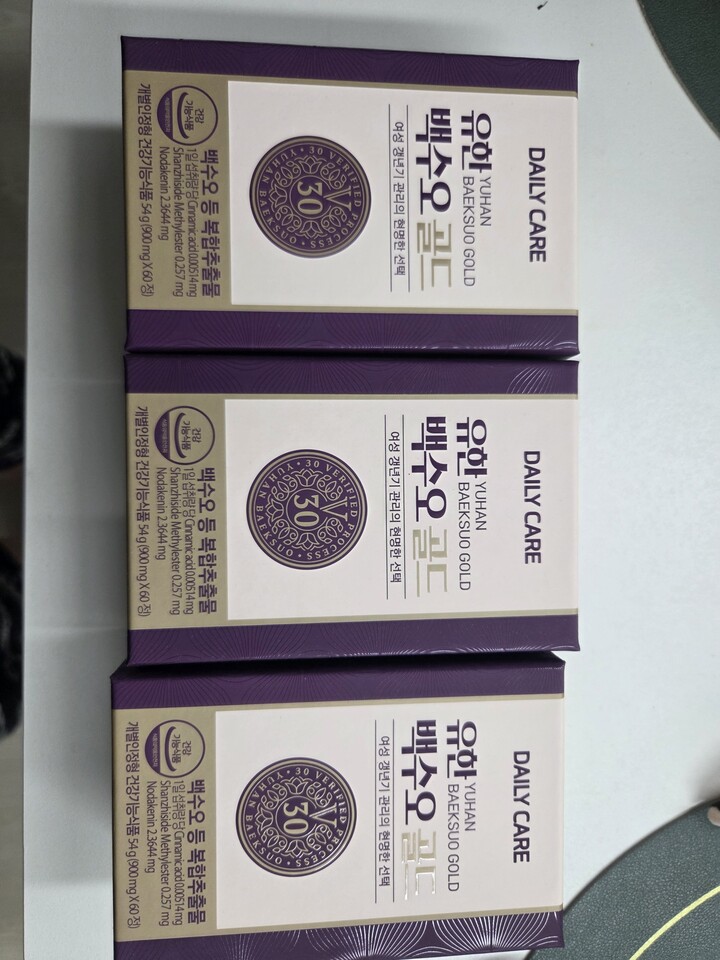 DAILY CARE
유한 YUHAN
백수오 골드 BAEKSUO GOLD
여성 갱년기 관리의 현명한 선택
30 VERIFIED PROCESS • YUHAN BAEKSUO •
V
30
건강
기능식품
백수오 등 복합추출물
1일 섭취량 당 Cinnamic acid 0.00514 mg
Shanzhiside Methylester 0.257 mg
Nodakenin 2.3644 mg
개별인정형 건강기능식품 54 g (900 mg X 60 정)
DAILY CARE
유한 YUHAN
백수오 골드 BAEKSUO GOLD
여성 갱년기 관리의 현명한 선택
30 VERIFIED PROCESS • YUHAN BAEKSUO •
V
30
건강
기능식품
백수오 등 복합추출물
1일 섭취량 당 Cinnamic acid 0.00514 mg
Shanzhiside Methylester 0.257 mg
Nodakenin 2.3644 mg
개별인정형 건강기능식품 54 g (900 mg X 60 정)
DAILY CARE
유한 YUHAN
백수오 골드 BAEKSUO GOLD
여성 갱년기 관리의 현명한 선택
30 VERIFIED PROCESS • YUHAN BAEKSUO •
V
30
건강
기능식품
백수오 등 복합추출물
1일 섭취량 당 Cinnamic acid 0.00514 mg
Shanzhiside Methylester 0.257 mg
Nodakenin 2.3644 mg
개별인정형 건강기능식품 54 g (900 mg X 60 정)